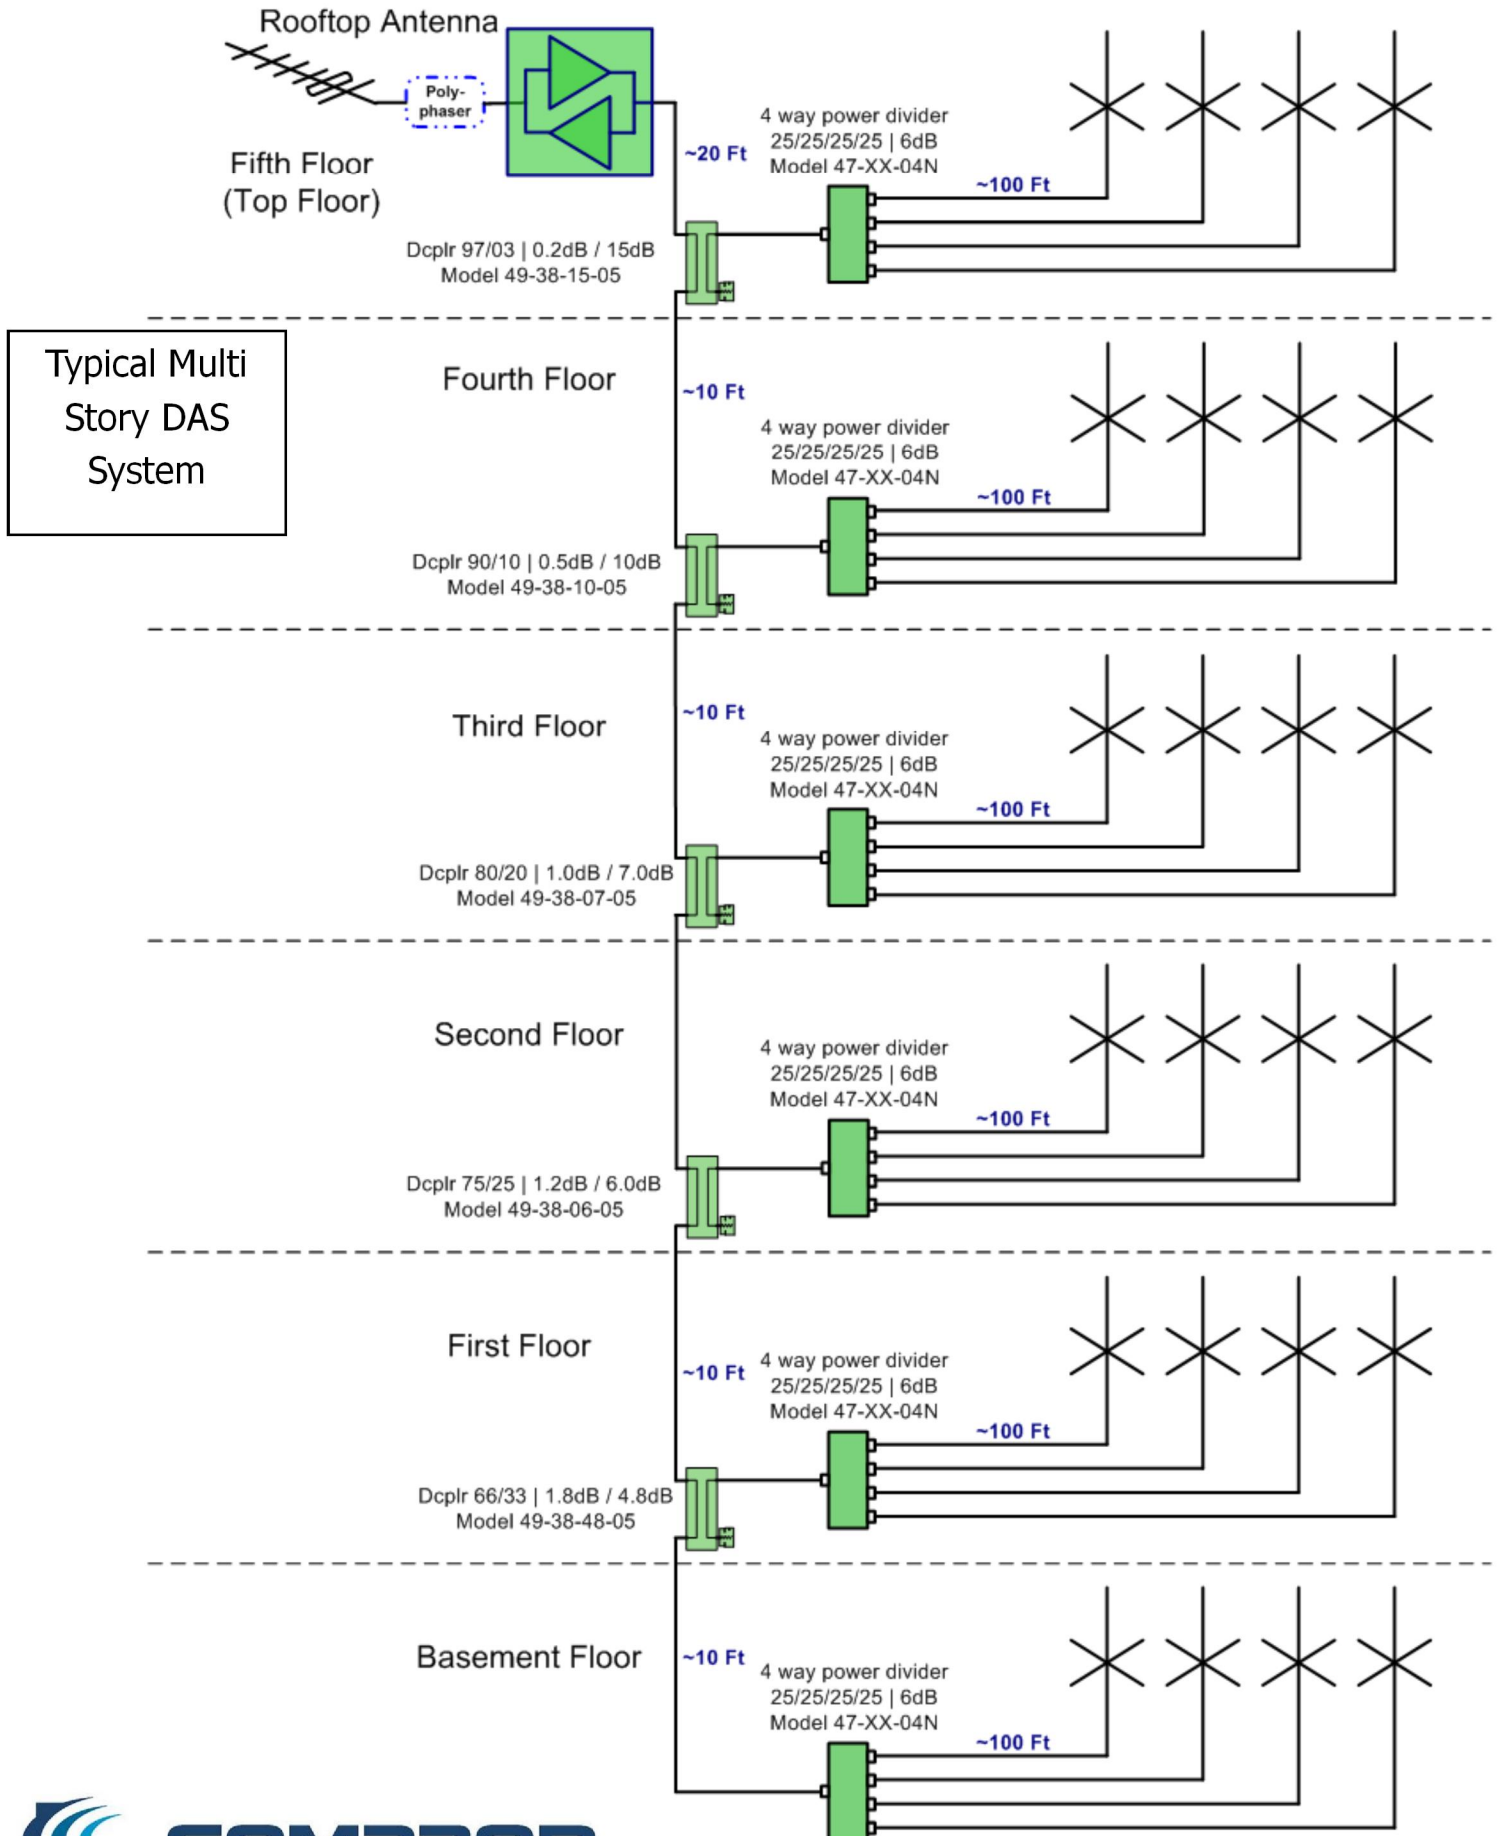 Rooftop Antenna
Poly-
phaser
Fifth Floor
(Top Floor)
~20 Ft
4 way power divider
25/25/25/25 | 6dB
Model 47-XX-04N
~100 Ft
Dcplr 97/03 | 0.2dB / 15dB
Model 49-38-15-05
Typical Multi
Story DAS
System
Fourth Floor
~10 Ft
4 way power divider
25/25/25/25 | 6dB
Model 47-XX-04N
~100 Ft
Dcplr 90/10 | 0.5dB / 10dB
Model 49-38-10-05
Third Floor
~10 Ft
4 way power divider
25/25/25/25 | 6dB
Model 47-XX-04N
~100 Ft
Dcplr 80/20 | 1.0dB / 7.0dB
Model 49-38-07-05
Second Floor
4 way power divider
25/25/25/25 | 6dB
Model 47-XX-04N
~100 Ft
Dcplr 75/25 | 1.2dB / 6.0dB
Model 49-38-06-05
First Floor
~10 Ft
4 way power divider
25/25/25/25 | 6dB
Model 47-XX-04N
~100 Ft
Dcplr 66/33 | 1.8dB / 4.8dB
Model 49-38-48-05
Basement Floor
~10 Ft
4 way power divider
25/25/25/25 | 6dB
Model 47-XX-04N
~100 Ft